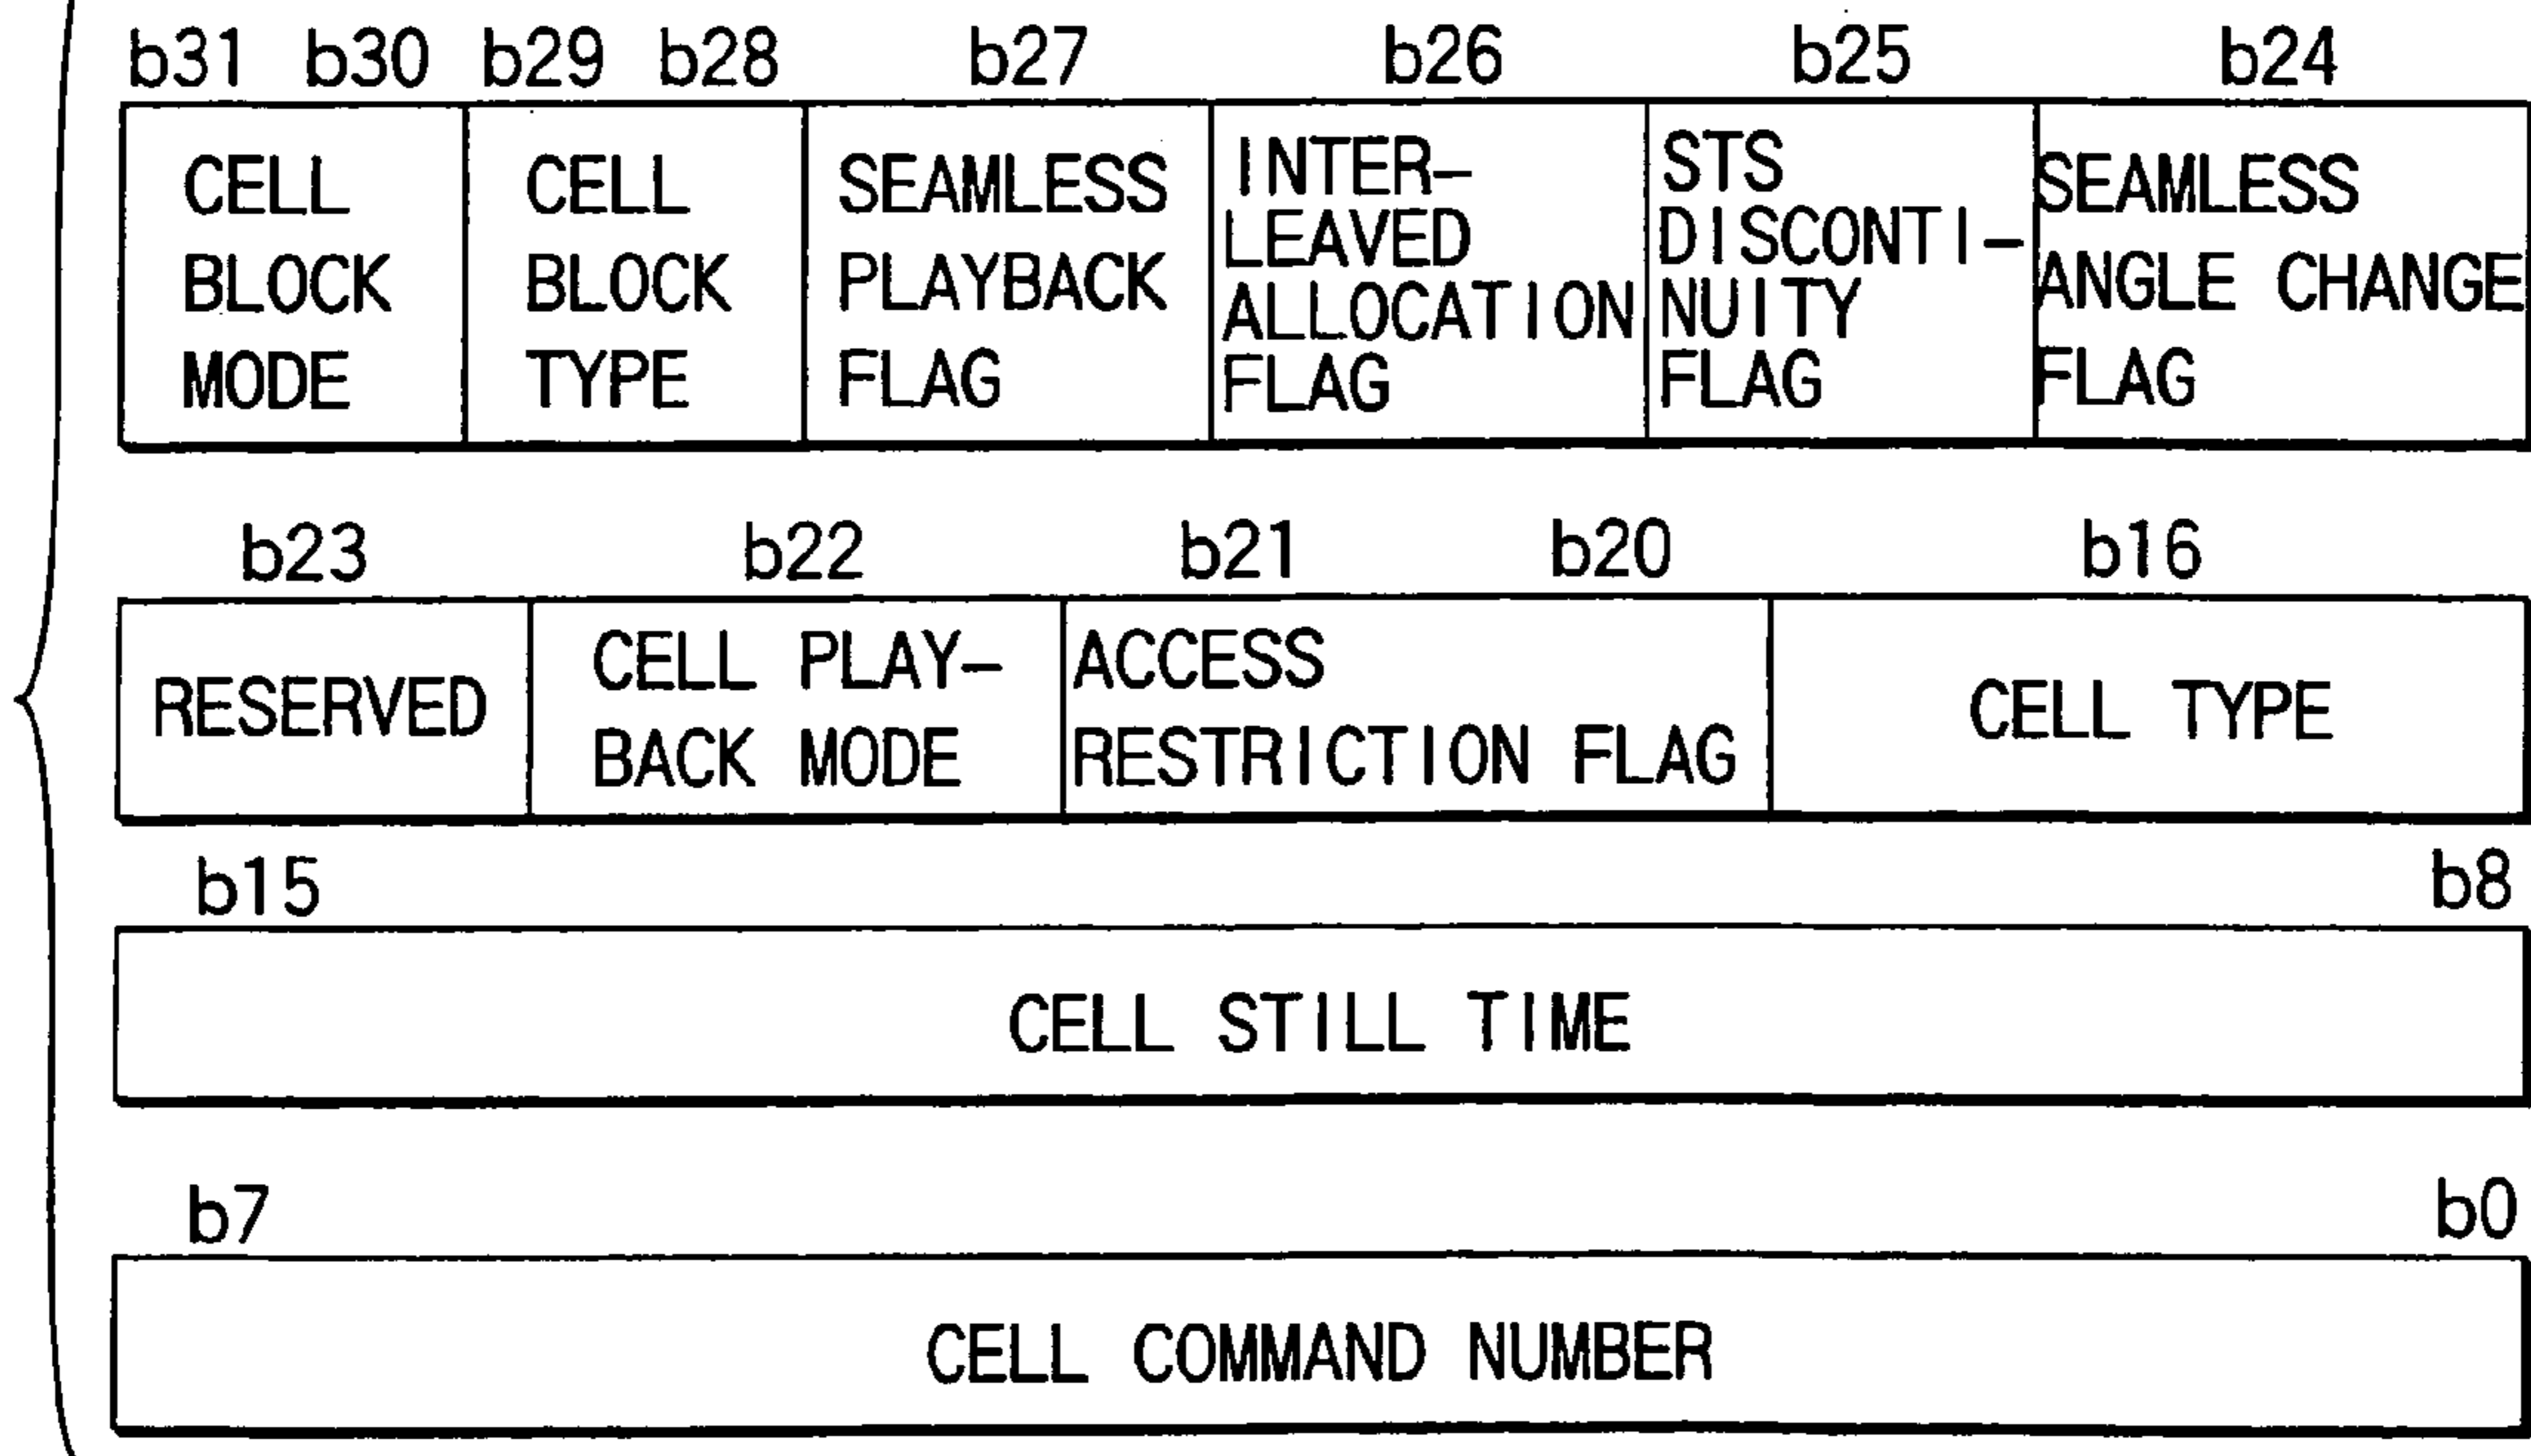 b31 b30 b29 b28 b27 b26 b25 b24
CELL
BLOCK
MODE
CELL
BLOCK
TYPE
SEAMLESS
PLAYBACK
FLAG
INTER-
LEAVED
ALLOCATION
FLAG
STS
DISCONTI-
NUITY
FLAG
SEAMLESS
ANGLE CHANGE
FLAG
b23 b22 b21 b20 b16
RESERVED
CELL PLAY-
BACK MODE
ACCESS
RESTRICTION FLAG
CELL TYPE
b15 b8
CELL STILL TIME
b7 b0
CELL COMMAND NUMBER